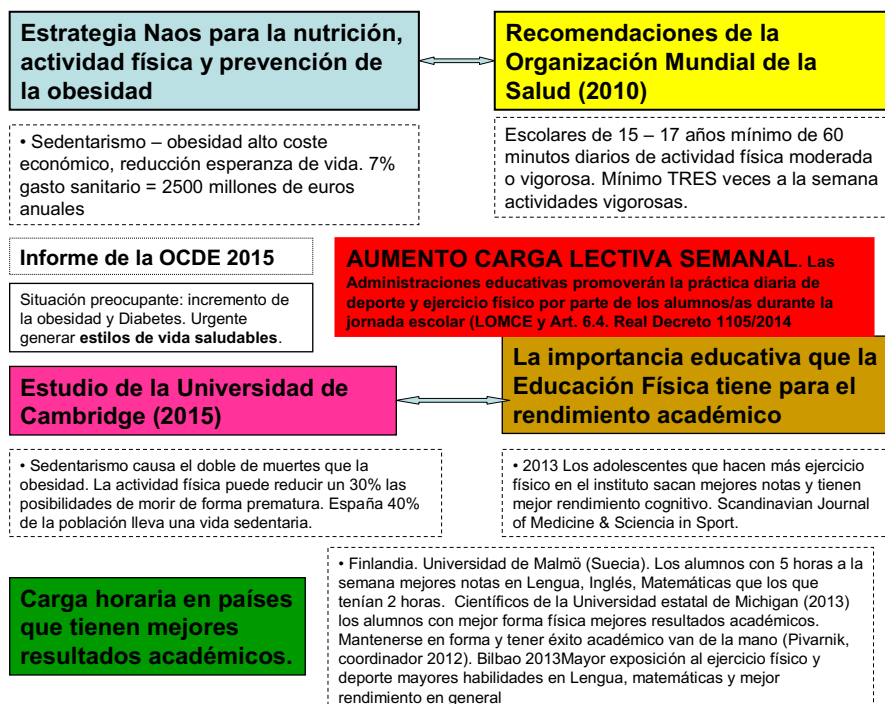 Estrategia Naos para la nutrición,
actividad física y prevención de
la obesidad
Recomendaciones de la
Organización Mundial de la
Salud (2010)
• Sedentarismo – obesidad alto coste
económico, reducción esperanza de vida. 7%
gasto sanitario = 2500 millones de euros
anuales
Escolares de 15 – 17 años mínimo de 60
minutos diarios de actividad física moderada
o vigorosa. Mínimo TRES veces a la semana
actividades vigorosas.
Informe de la OCDE 2015
Situación preocupante: incremento de
la obesidad y Diabetes. Urgente
generar estilos de vida saludables.
AUMENTO CARGA LECTIVA SEMANAL. Las
Administraciones educativas promoverán la práctica diaria de
deporte y ejercicio físico por parte de los alumnos/as durante la
jornada escolar (LOMCE y Art. 6.4. Real Decreto 1105/2014
Estudio de la Universidad de
Cambridge (2015)
La importancia educativa que la
Educación Física tiene para el
rendimiento académico
• Sedentarismo causa el doble de muertes que la
obesidad. La actividad física puede reducir un 30% las
posibilidades de morir de forma prematura. España 40%
de la población lleva una vida sedentaria.
• 2013 Los adolescentes que hacen más ejercicio
físico en el instituto sacan mejores notas y tienen
mejor rendimiento cognitivo. Scandinavian Journal
of Medicine & Sciencia in Sport.
Carga horaria en países
que tienen mejores
resultados académicos.
• Finlandia. Universidad de Malmö (Suecia). Los alumnos con 5 horas a la
semana mejores notas en Lengua, Inglés, Matemáticas que los que
tenían 2 horas. Científicos de la Universidad estatal de Michigan (2013)
los alumnos con mejor forma física mejores resultados académicos.
Mantenerse en forma y tener éxito académico van de la mano (Pivarnik,
coordinador 2012). Bilbao 2013Mayor exposición al ejercicio físico y
deporte mayores habilidades en Lengua, matemáticas y mejor
rendimiento en general